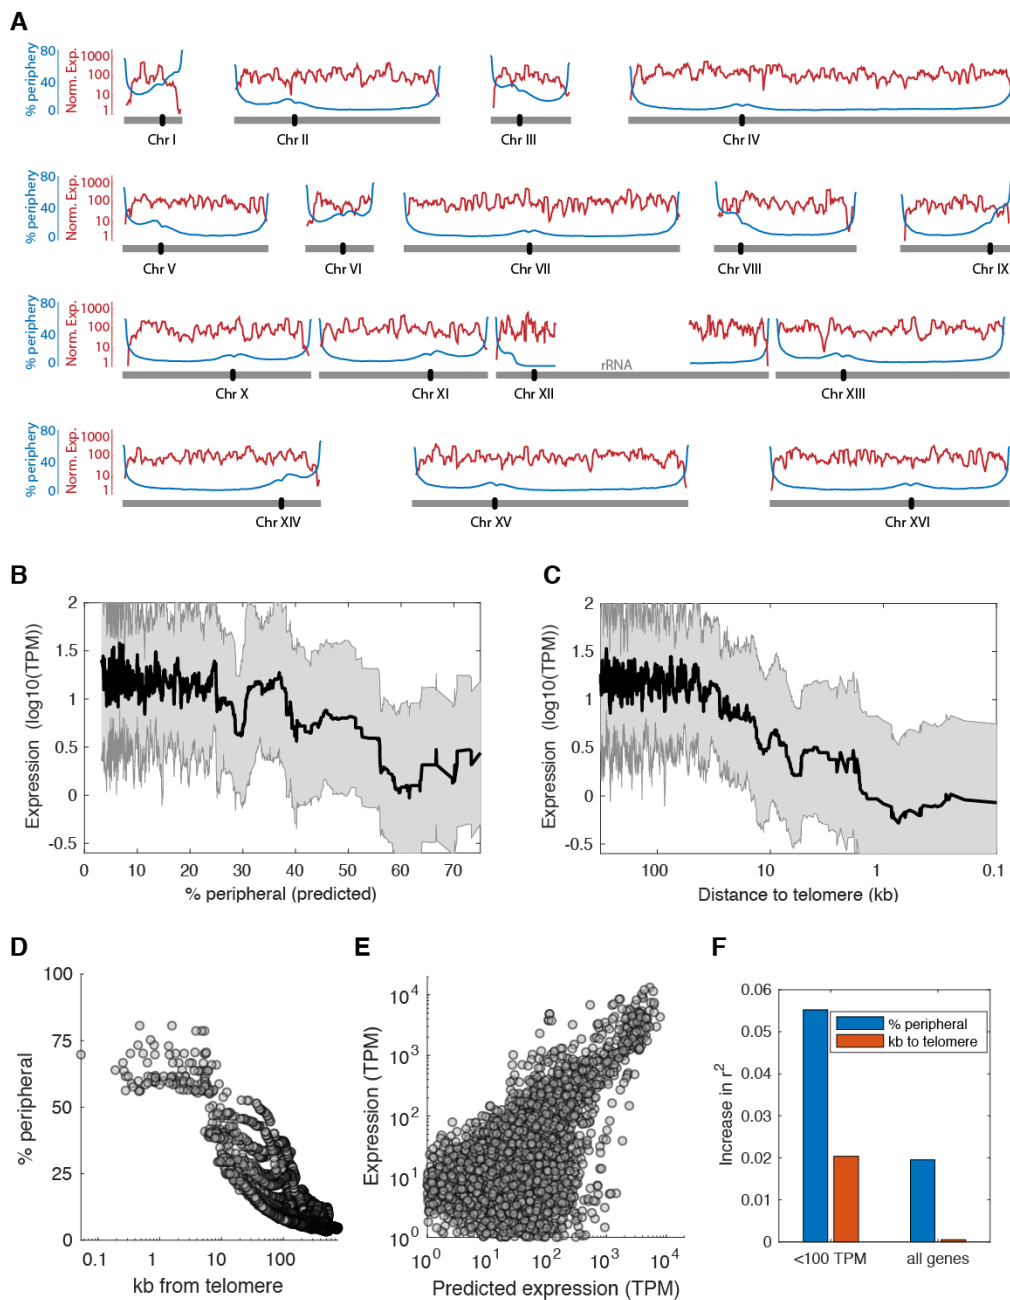 A
% periphery
80
40
0
Norm. Exp.
1000
100
10
1
Chr I
Chr II
Chr III
Chr IV
% periphery
80
40
0
Norm. Exp.
1000
100
10
1
Chr V
Chr VI
Chr VII
Chr VIII
Chr IX
% periphery
80
40
0
Norm. Exp.
1000
100
10
1
rRNA
Chr X
Chr XI
Chr XII
Chr XIII
% periphery
80
40
0
Norm. Exp.
1000
100
10
1
Chr XIV
Chr XV
Chr XVI
B
Expression (log10(TPM))
2
1.5
1
0.5
0
-0.5
0 10 20 30 40 50 60 70
% peripheral (predicted)
C
Expression (log10(TPM))
2
1.5
1
0.5
0
-0.5
100 10 1 0.1
Distance to telomere (kb)
D
% peripheral
100
75
50
25
0
0.1 1 10 100
kb from telomere
E
Expression (TPM)
10^4
10^3
10^2
10^1
10^0
10^0 10^1 10^2 10^3 10^4
Predicted expression (TPM)
F
Increase in r^2
0.06
0.05
0.04
0.03
0.02
0.01
0
% peripheral
kb to telomere
<100 TPM all genes